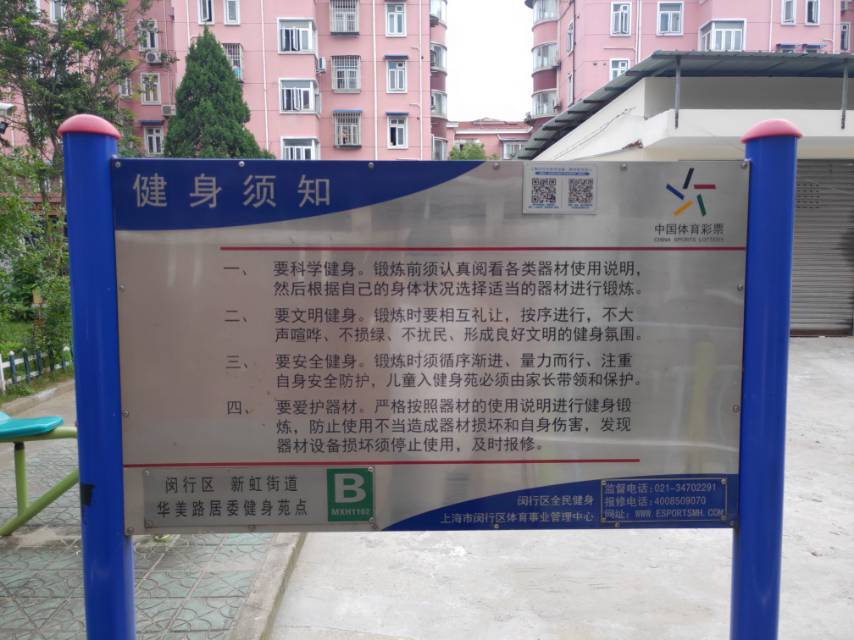 健身须知
中国体育彩票
CHINA SPORTS LOTTERY
一、 要科学健身。锻炼前须认真阅看各类器材使用说明，
然后根据自己的身体状况选择适当的器材进行锻炼。
二、 要文明健身。锻炼时要相互礼让，按序进行，不大
声喧哗、不损绿、不扰民、形成良好文明的健身氛围。
三、 要安全健身。锻炼时须循序渐进、量力而行、注重
自身安全防护，儿童入健身苑必须由家长带领和保护。
四、 要爱护器材。严格按照器材的使用说明进行健身锻
炼，防止使用不当造成器材损坏和自身伤害，发现
器材设备损坏须停止使用，及时报修。
闵行区 新虹街道
华美路居委健身苑点
B
MXH1102
闵行区全民健身
上海市闵行区体育事业管理中心
监督电话:021-34702291
报修电话:4008509070
网址: WWW.ESPORTSMH.COM